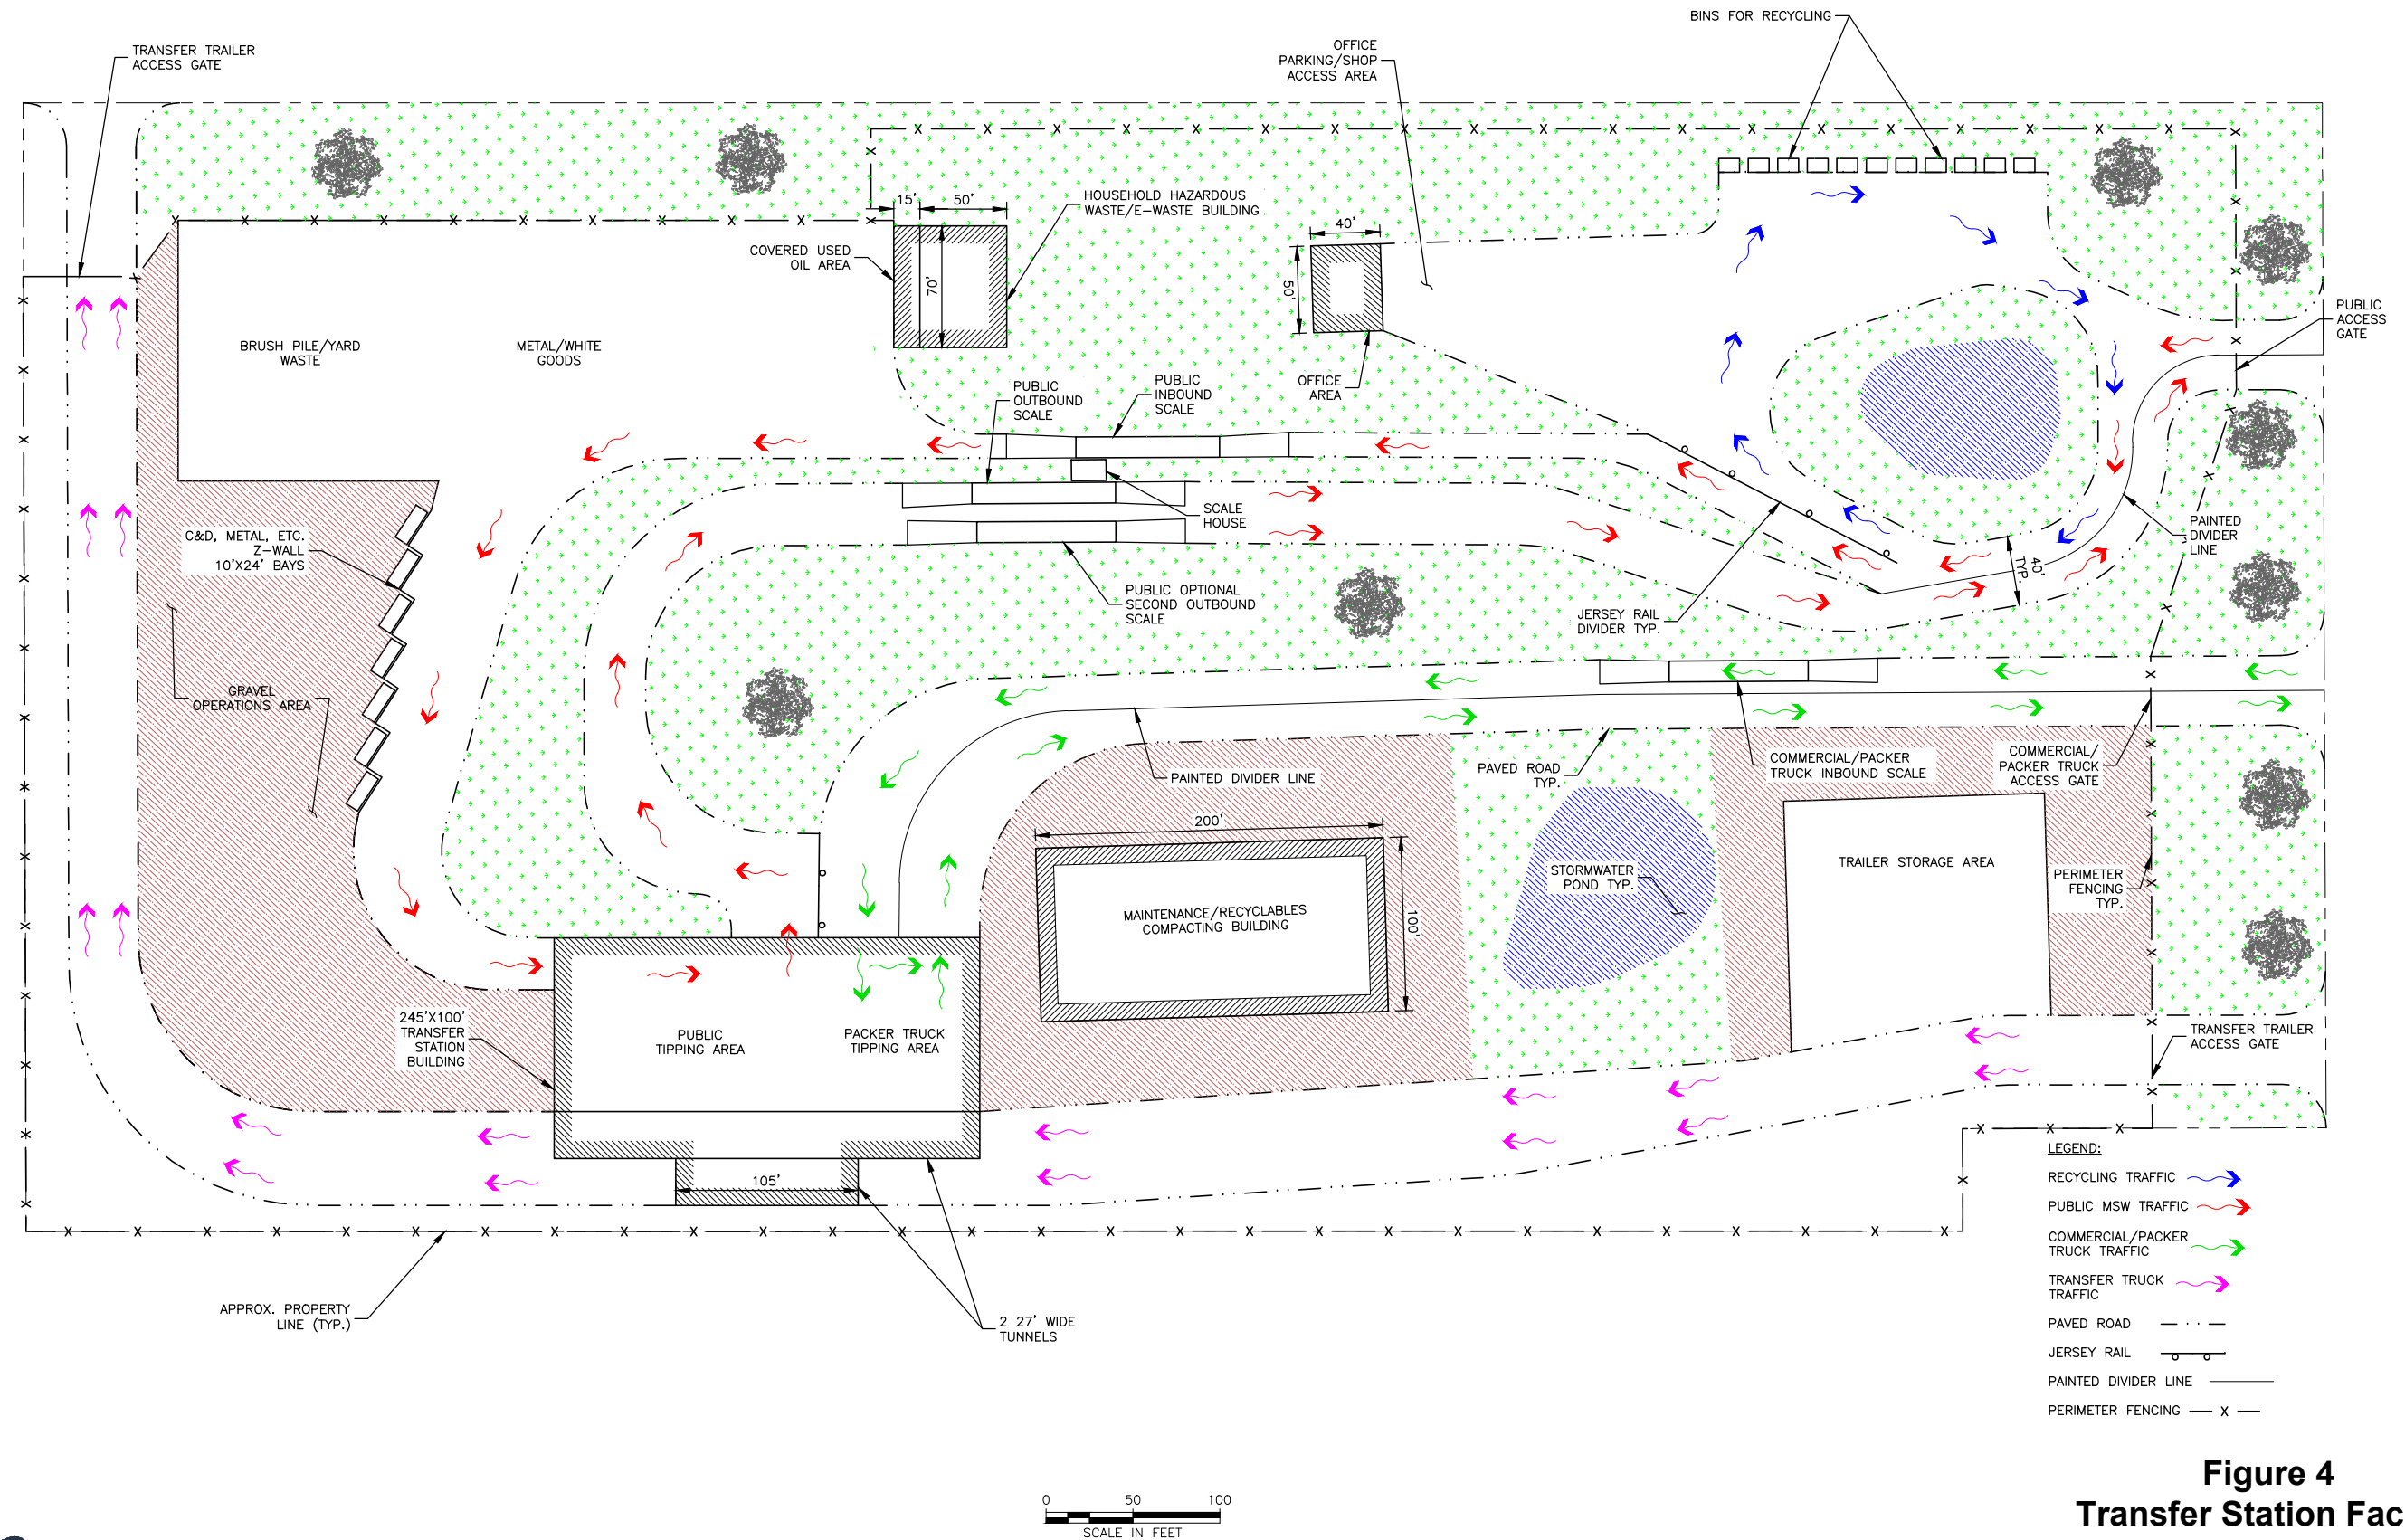 BINS FOR RECYCLING
TRANSFER TRAILER
ACCESS GATE
OFFICE
PARKING/SHOP
ACCESS AREA
15'
50'
HOUSEHOLD HAZARDOUS
WASTE/E-WASTE BUILDING
COVERED USED
OIL AREA
70'
40'
50'
PUBLIC
ACCESS
GATE
BRUSH PILE/YARD
WASTE
METAL/WHITE
GOODS
PUBLIC
OUTBOUND
SCALE
PUBLIC
INBOUND
SCALE
OFFICE
AREA
SCALE
HOUSE
PAINTED
DIVIDER
LINE
C&D, METAL, ETC.
Z-WALL
10'X24' BAYS
40'
TYP
PUBLIC OPTIONAL
SECOND OUTBOUND
SCALE
JERSEY RAIL
DIVIDER TYP.
GRAVEL
OPERATIONS AREA
PAINTED DIVIDER LINE
PAVED ROAD
TYP.
COMMERCIAL/PACKER
TRUCK INBOUND SCALE
COMMERCIAL/
PACKER TRUCK
ACCESS GATE
200'
100'
MAINTENANCE/RECYCLABLES
COMPACTING BUILDING
STORMWATER
POND TYP.
TRAILER STORAGE AREA
PERIMETER
FENCING
TYP.
245'X100'
TRANSFER
STATION
BUILDING
PUBLIC
TIPPING AREA
PACKER TRUCK
TIPPING AREA
TRANSFER TRAILER
ACCESS GATE
105'
APPROX. PROPERTY
LINE (TYP.)
2 27' WIDE
TUNNELS
LEGEND:
RECYCLING TRAFFIC
PUBLIC MSW TRAFFIC
COMMERCIAL/PACKER
TRUCK TRAFFIC
TRANSFER TRUCK
TRAFFIC
PAVED ROAD
JERSEY RAIL
PAINTED DIVIDER LINE
PERIMETER FENCING X
0 50 100
SCALE IN FEET
Figure 4
Transfer Station Fac